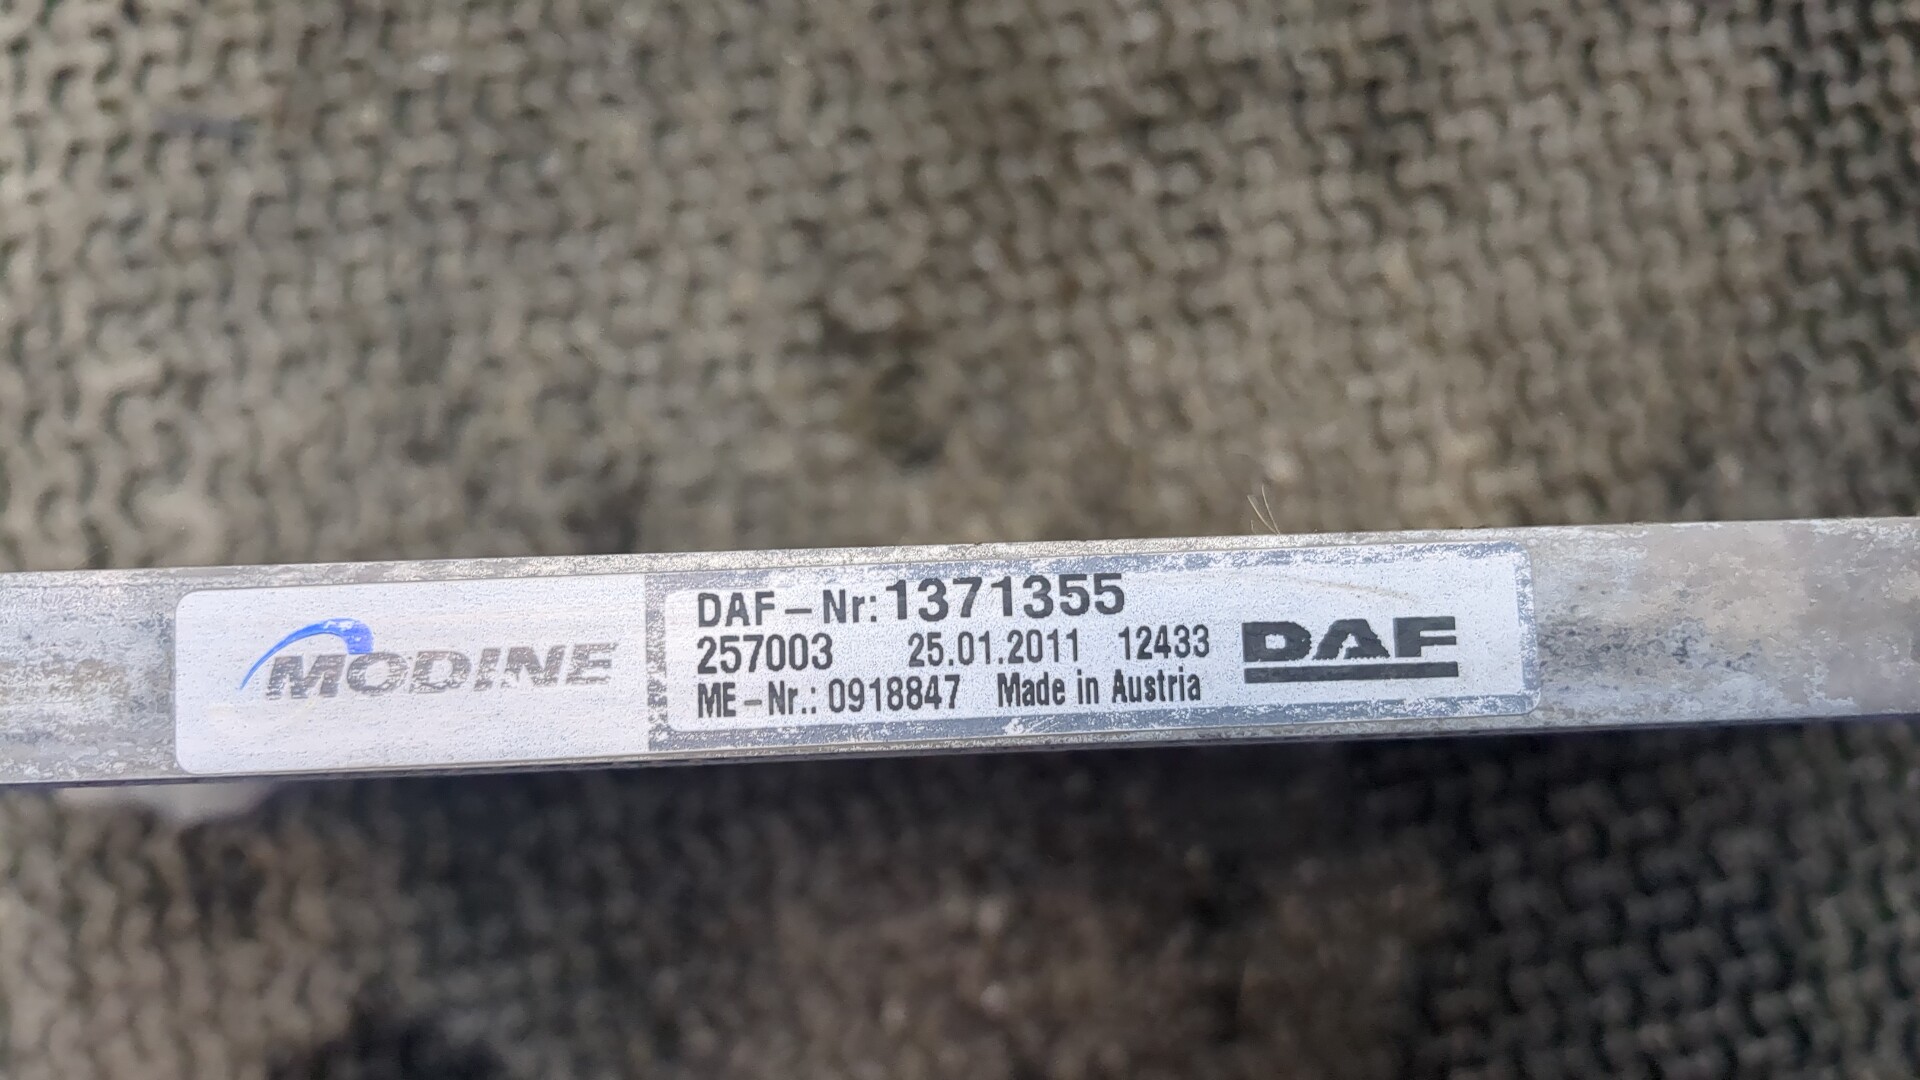 MODINE
DAF-Nr: 1371355
257003 25.01.2011 12433
ME-Nr.: 0918847 Made in Austria
DAF